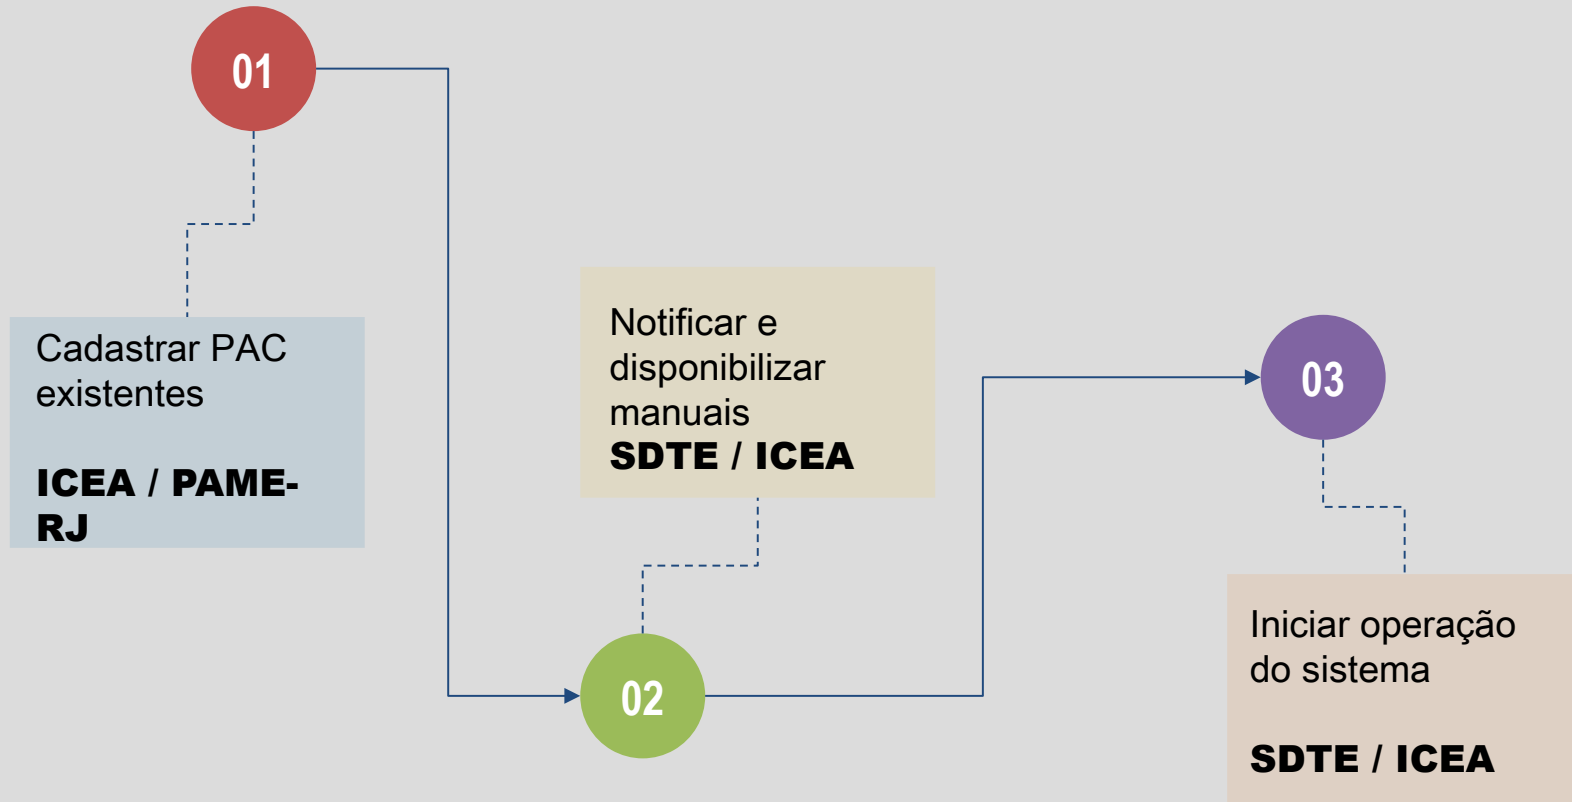 01
Cadastrar PAC
existentes
ICEA / PAME-
RJ
Notificar e
disponibilizar
manuais
SDTE / ICEA
02
03
Iniciar operação
do sistema
SDTE / ICEA